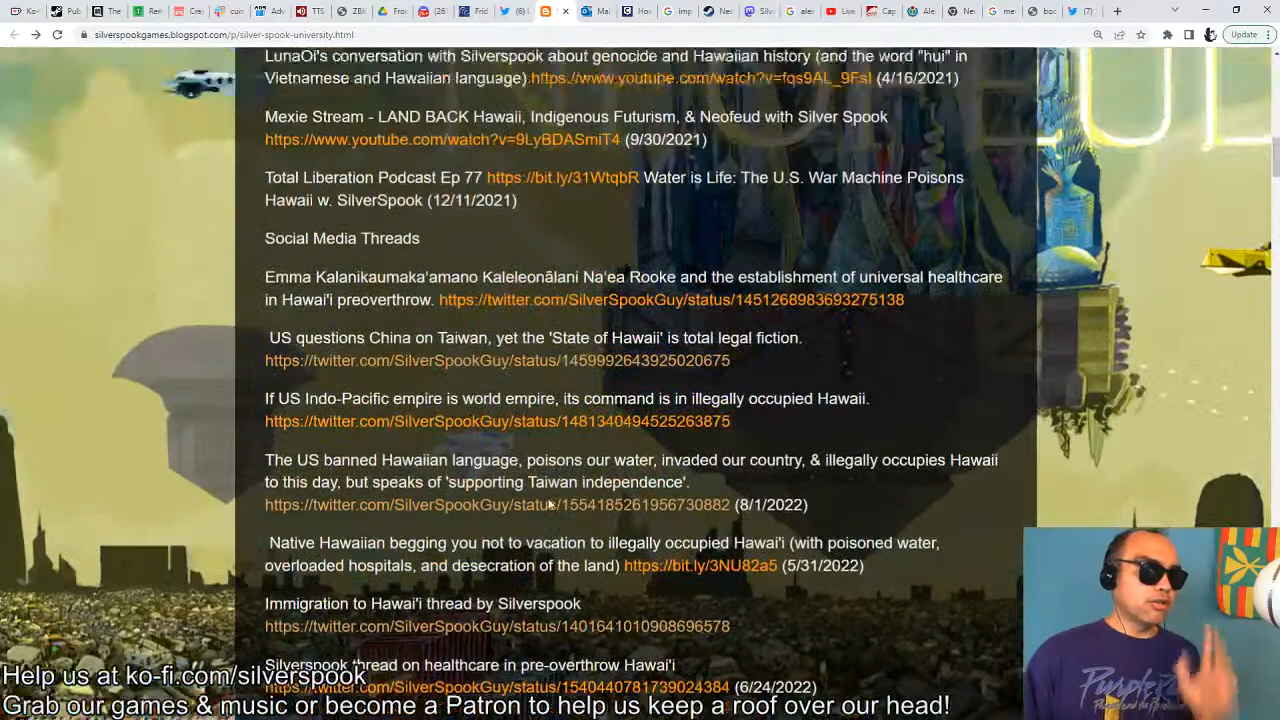 silverspookgames.blogspot.com/p/silver-spook-university.html
Update
LunaOi's conversation with Silverspook about genocide and Hawaiian history (and the word "hui" in
Vietnamese and Hawaiian language) https://www.youtube.com/watch?v=fqs9AL_9FsI (4/16/2021)
Mexie Stream - LAND BACK Hawaii, Indigenous Futurism, & Neofeud with Silver Spook
https://www.youtube.com/watch?v=9LyBDASmiT4 (9/30/2021)
Total Liberation Podcast Ep 77 https://bit.ly/31WtqbR Water is Life: The U.S. War Machine Poisons
Hawaii w. SilverSpook (12/11/2021)
Social Media Threads
Emma Kalanikaumakaʻamano Kaleleonālani Naʻea Rooke and the establishment of universal healthcare
in Hawai'i preoverthrow. https://twitter.com/SilverSpookGuy/status/1451268983693275138
US questions China on Taiwan, yet the 'State of Hawaii' is total legal fiction.
https://twitter.com/SilverSpookGuy/status/1459992643925020675
If US Indo-Pacific empire is world empire, its command is in illegally occupied Hawaii.
https://twitter.com/SilverSpookGuy/status/1481340494525263875
The US banned Hawaiian language, poisons our water, invaded our country, & illegally occupies Hawaii
to this day, but speaks of 'supporting Taiwan independence'.
https://twitter.com/SilverSpookGuy/status/1554185261956730882 (8/1/2022)
Native Hawaiian begging you not to vacation to illegally occupied Hawai'i (with poisoned water,
overloaded hospitals, and desecration of the land) https://bit.ly/3NU82a5 (5/31/2022)
Immigration to Hawai'i thread by Silverspook
https://twitter.com/SilverSpookGuy/status/1401641010908696578
Silverspook thread on healthcare in pre-overthrow Hawai'i
https://twitter.com/SilverSpookGuy/status/1540440781739024384 (6/24/2022)
Help us at ko-fi.com/silverspook
Grab our games & music or become a Patron to help us keep a roof over our head!